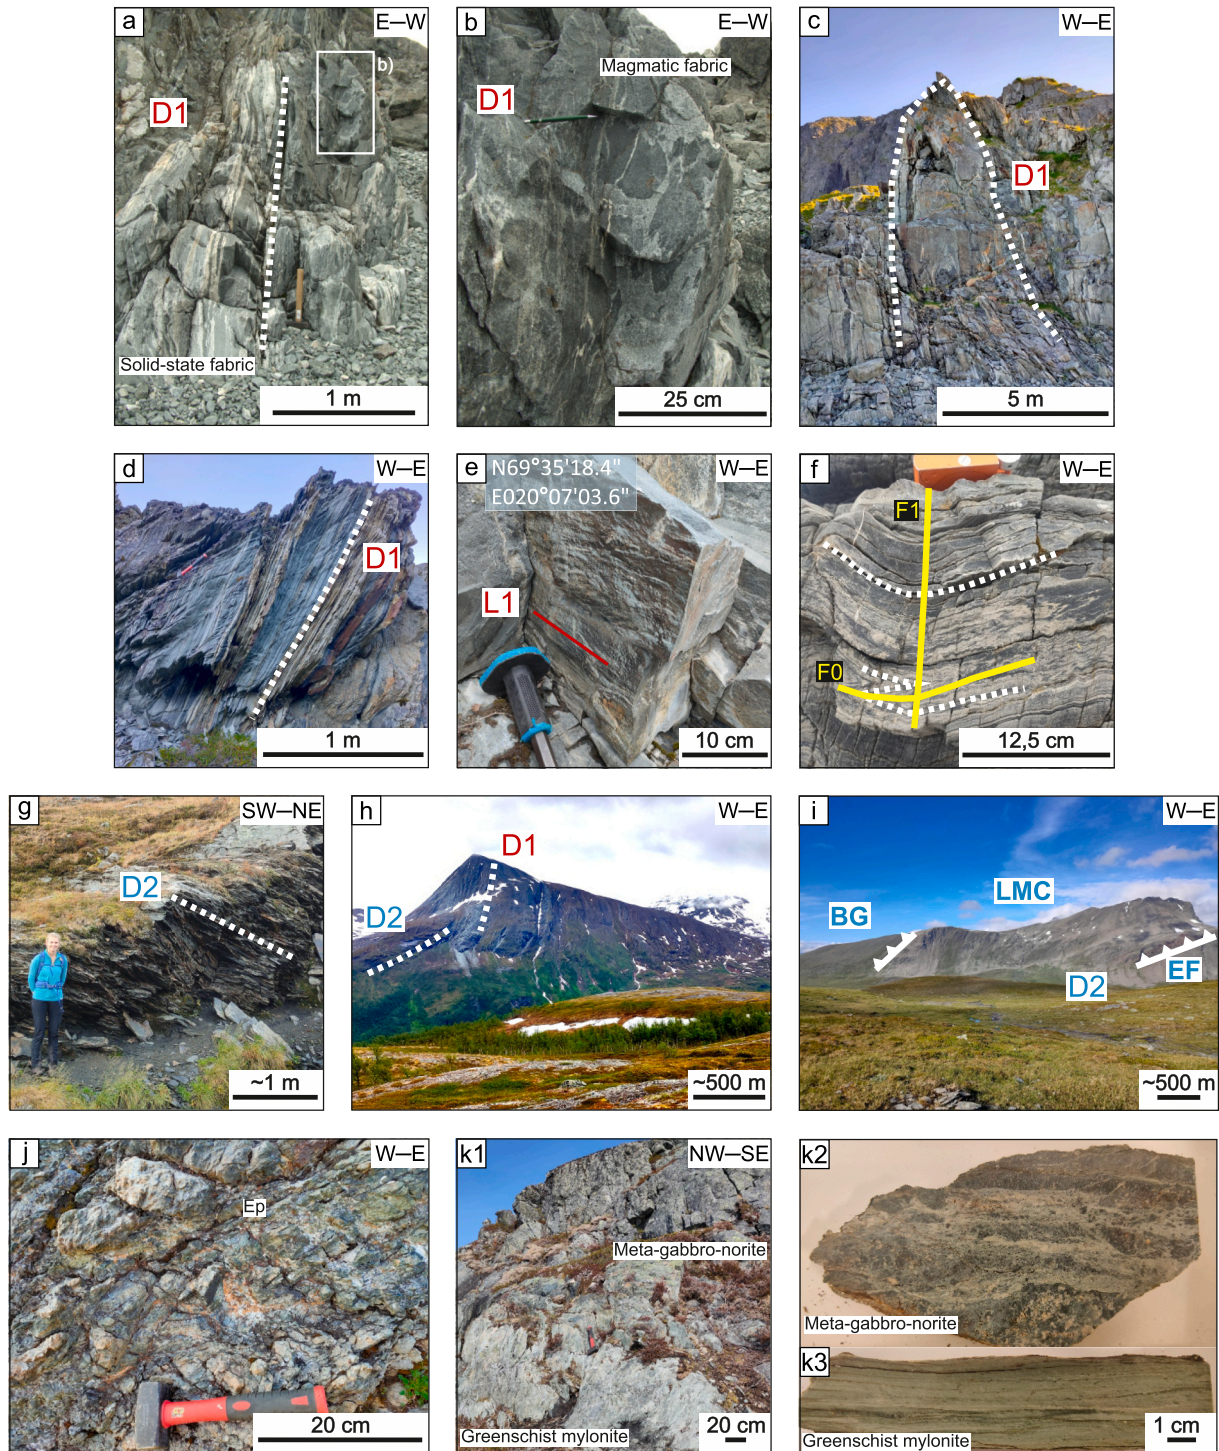 a
E—W
D1
b)
Solid-state fabric
1 m
b
E—W
Magmatic fabric
D1
25 cm
c
W—E
D1
5 m
d
W—E
D1
1 m
e
N69°35'18.4"
E020°07'03.6"
W—E
L1
10 cm
f
W—E
F1
F0
12,5 cm
g
SW—NE
D2
~1 m
h
W—E
D1
D2
~500 m
i
W—E
LMC
BG
EF
D2
~500 m
j
W—E
Ep
20 cm
k1
NW—SE
Meta-gabbro-norite
Greenschist mylonite
20 cm
k2
Meta-gabbro-norite
k3
Greenschist mylonite
1 cm